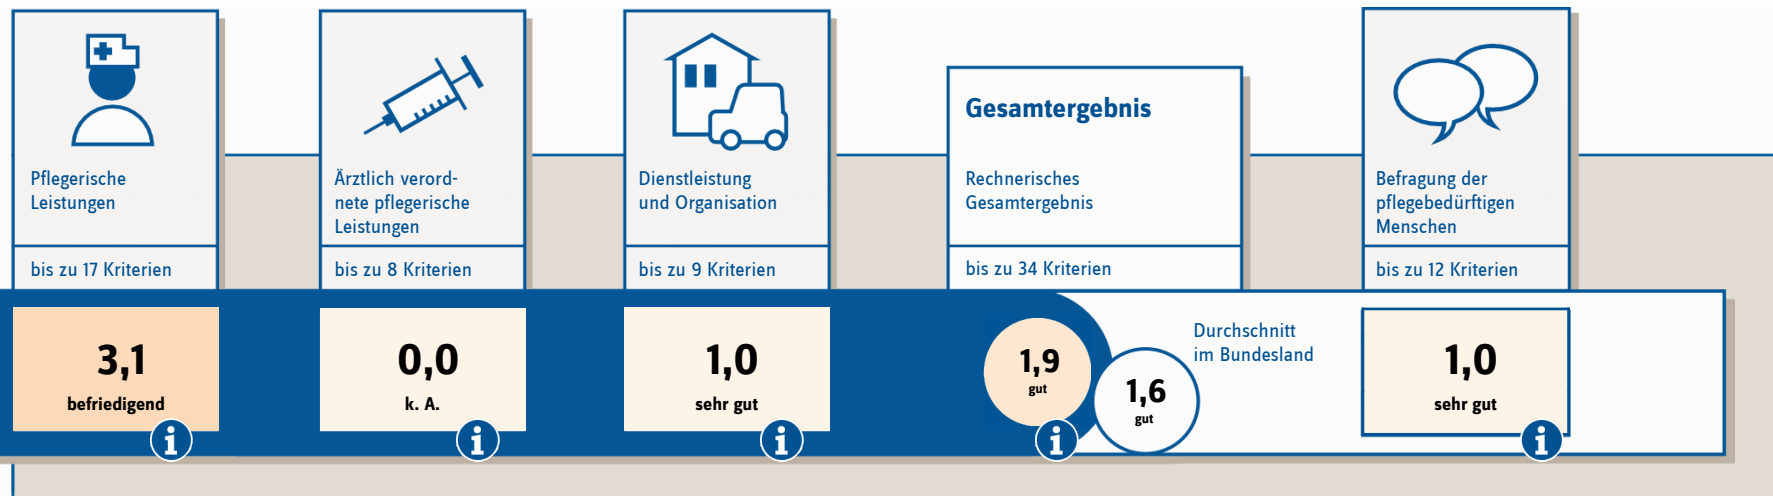 Pflegerische
Leistungen
bis zu 17 Kriterien
3,1
befriedigend
i
Ärztlich verord-
nete pflegerische
Leistungen
bis zu 8 Kriterien
0,0
k. A.
i
Dienstleistung
und Organisation
bis zu 9 Kriterien
1,0
sehr gut
i
Gesamtergebnis
Rechnerisches
Gesamtergebnis
bis zu 34 Kriterien
1,9
gut
i
1,6
gut
Durchschnitt
im Bundesland
Befragung der
pflegebedürftigen
Menschen
bis zu 12 Kriterien
1,0
sehr gut
i